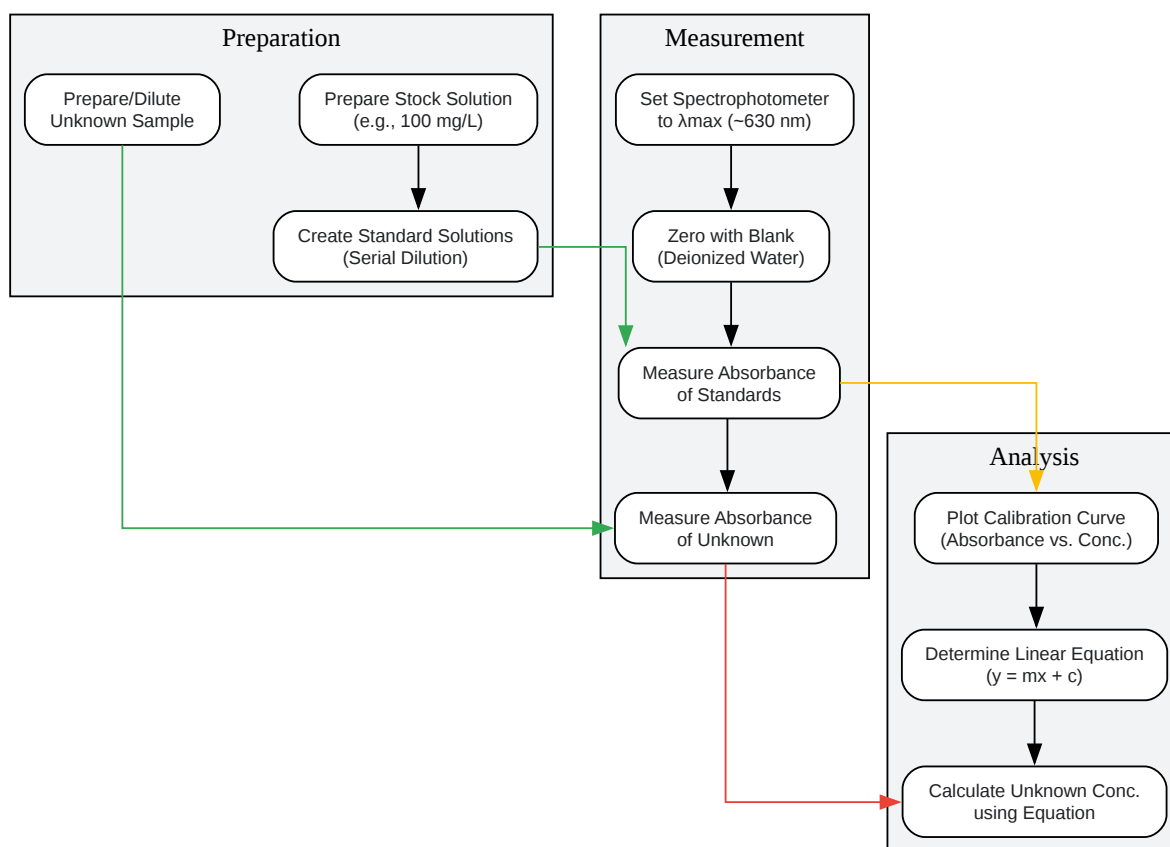 Preparation
Prepare/Dilute
Unknown Sample
Prepare Stock Solution
(e.g., 100 mg/L)
Create Standard Solutions
(Serial Dilution)
Measurement
Set Spectrophotometer
to λmax (~630 nm)
Zero with Blank
(Deionized Water)
Measure Absorbance
of Standards
Measure Absorbance
of Unknown
Analysis
Plot Calibration Curve
(Absorbance vs. Conc.)
Determine Linear Equation
(y = mx + c)
Calculate Unknown Conc.
using Equation